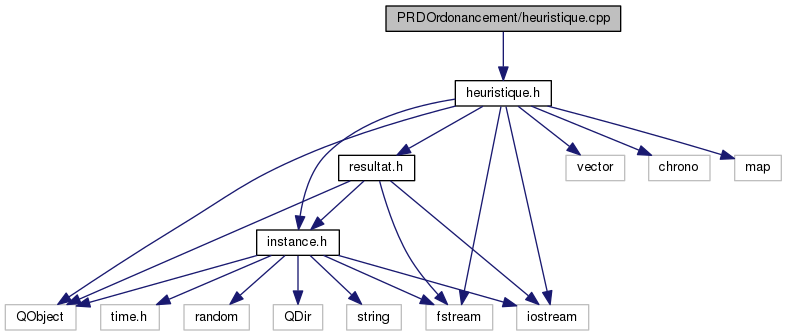 PRDOrdonancement/heuristique.cpp
heuristique.h
resultat.h
vector
chrono
map
instance.h
QObject
time.h
random
QDir
string
fstream
iostream